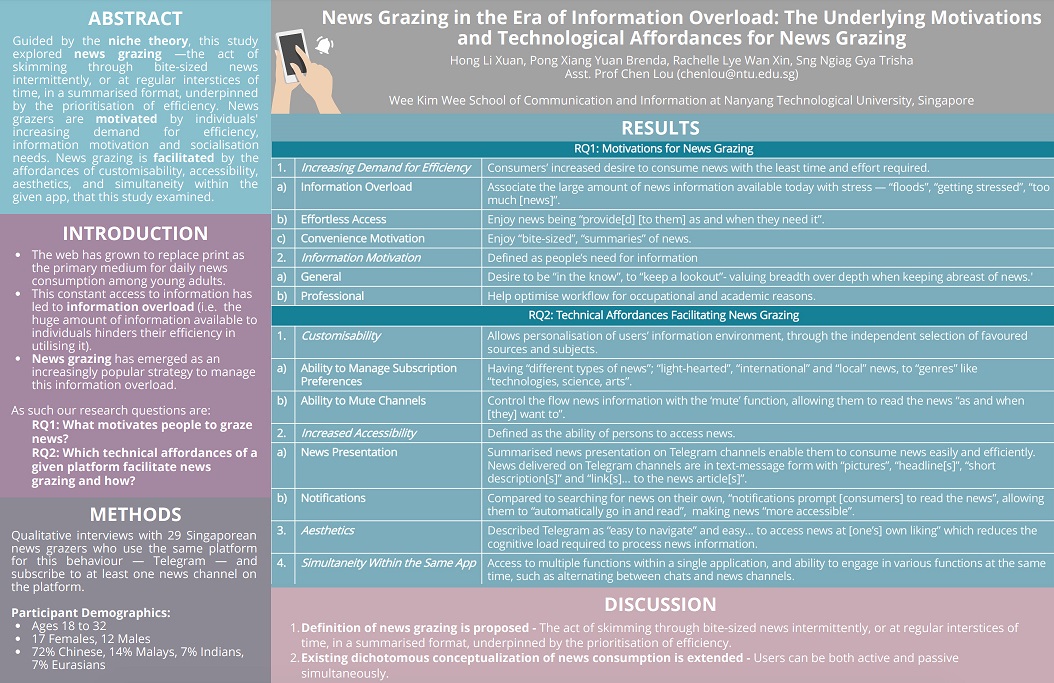 ABSTRACT
Guided by the niche theory, this study
explored news grazing —the act of
skimming through bite-sized news
intermittently, or at regular interstices of
time, in a summarised format, underpinned
by the prioritisation of efficiency. News
grazers are motivated by individuals'
increasing demand for efficiency,
information motivation and socialisation
needs. News grazing is facilitated by the
affordances of customisability, accessibility,
aesthetics, and simultaneity within the
given app, that this study examined.
INTRODUCTION
• The web has grown to replace print as
the primary medium for daily news
consumption among young adults.
• This constant access to information has
led to information overload (i.e. the
huge amount of information available to
individuals hinders their efficiency in
utilising it).
• News grazing has emerged as an
increasingly popular strategy to manage
this information overload.
As such our research questions are:
RQ1: What motivates people to graze
news?
RQ2: Which technical affordances of a
given platform facilitate news
grazing and how?
METHODS
Qualitative interviews with 29 Singaporean
news grazers who use the same platform
for this behaviour — Telegram — and
subscribe to at least one news channel on
the platform.
Participant Demographics:
• Ages 18 to 32
• 17 Females, 12 Males
• 72% Chinese, 14% Malays, 7% Indians,
7% Eurasians
News Grazing in the Era of Information Overload: The Underlying Motivations
and Technological Affordances for News Grazing
Hong Li Xuan, Pong Xiang Yuan Brenda, Rachelle Lye Wan Xin, Sng Ngiag Gya Trisha
Asst. Prof Chen Lou (chenlou@ntu.edu.sg)
Wee Kim Wee School of Communication and Information at Nanyang Technological University, Singapore
RESULTS
RQ1: Motivations for News Grazing
1. Increasing Demand for Efficiency Consumers' increased desire to consume news with the least time and effort required.
a) Information Overload Associate the large amount of news information available today with stress — "floods", "getting stressed", "too
much [news]".
b) Effortless Access Enjoy news being "provide[d] [to them] as and when they need it".
c) Convenience Motivation Enjoy "bite-sized", "summaries" of news.
2. Information Motivation Defined as people's need for information
a) General Desire to be "in the know", to "keep a lookout"- valuing breadth over depth when keeping abreast of news.'
b) Professional Help optimise workflow for occupational and academic reasons.
RQ2: Technical Affordances Facilitating News Grazing
1. Customisability Allows personalisation of users' information environment, through the independent selection of favoured
sources and subjects.
a) Ability to Manage Subscription Having "different types of news"; "light-hearted", "international" and "local" news, to "genres" like
Preferences "technologies, science, arts".
b) Ability to Mute Channels Control the flow news information with the 'mute' function, allowing them to read the news "as and when
[they] want to".
2. Increased Accessibility Defined as the ability of persons to access news.
a) News Presentation Summarised news presentation on Telegram channels enable them to consume news easily and efficiently.
News delivered on Telegram channels are in text-message form with "pictures", "headline[s]", "short
description[s]" and "link[s]... to the news article[s]".
b) Notifications Compared to searching for news on their own, "notifications prompt [consumers] to read the news", allowing
them to "automatically go in and read", making news "more accessible".
3. Aesthetics Described Telegram as "easy to navigate" and easy... to access news at [one's] own liking" which reduces the
cognitive load required to process news information.
4. Simultaneity Within the Same App Access to multiple functions within a single application, and ability to engage in various functions at the same
time, such as alternating between chats and news channels.
DISCUSSION
1. Definition of news grazing is proposed - The act of skimming through bite-sized news intermittently, or at regular interstices of
time, in a summarised format, underpinned by the prioritisation of efficiency.
2. Existing dichotomous conceptualization of news consumption is extended - Users can be both active and passive
simultaneously.